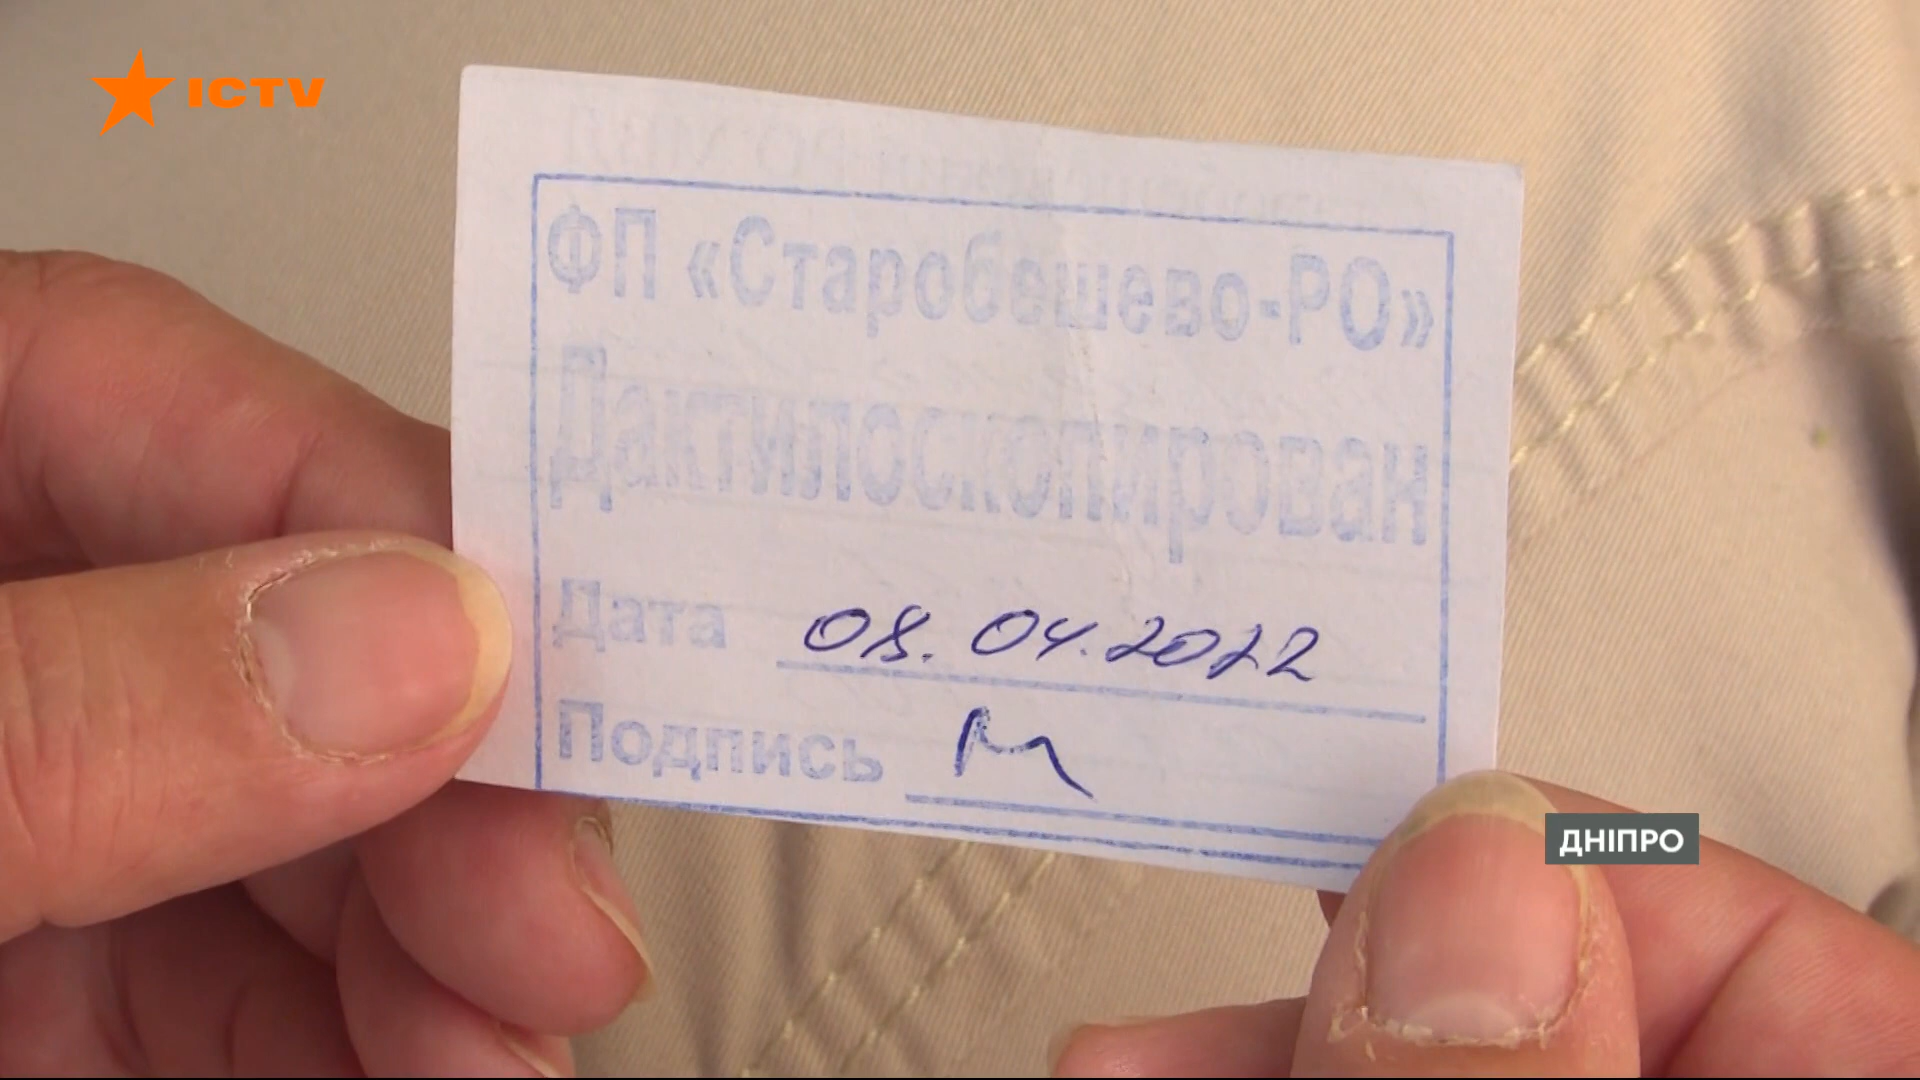 ICTV
ФП «Старобешево-РО»
Дактилоскопирован
Дата 08.04.2022
Подпись
ДНІПРО